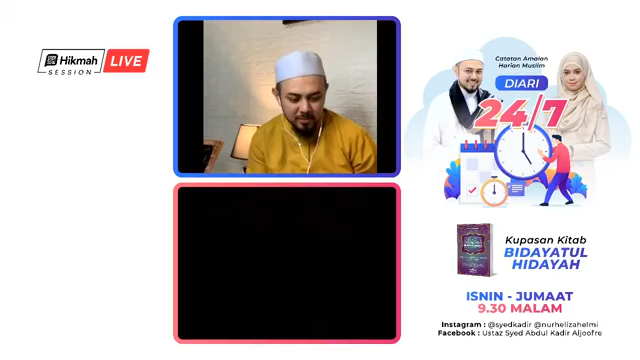 Hikmah LIVE
SESSION
Catatan Amalan
Harian Muslim
DIARI
24/7
Kupasan Kitab
BIDAYATUL
HIDAYAH
ISNIN - JUMAAT
9.30 MALAM
Instagram : @syedkadir @nurhelizahelmi
Facebook : Ustaz Syed Abdul Kadir Aljoofre